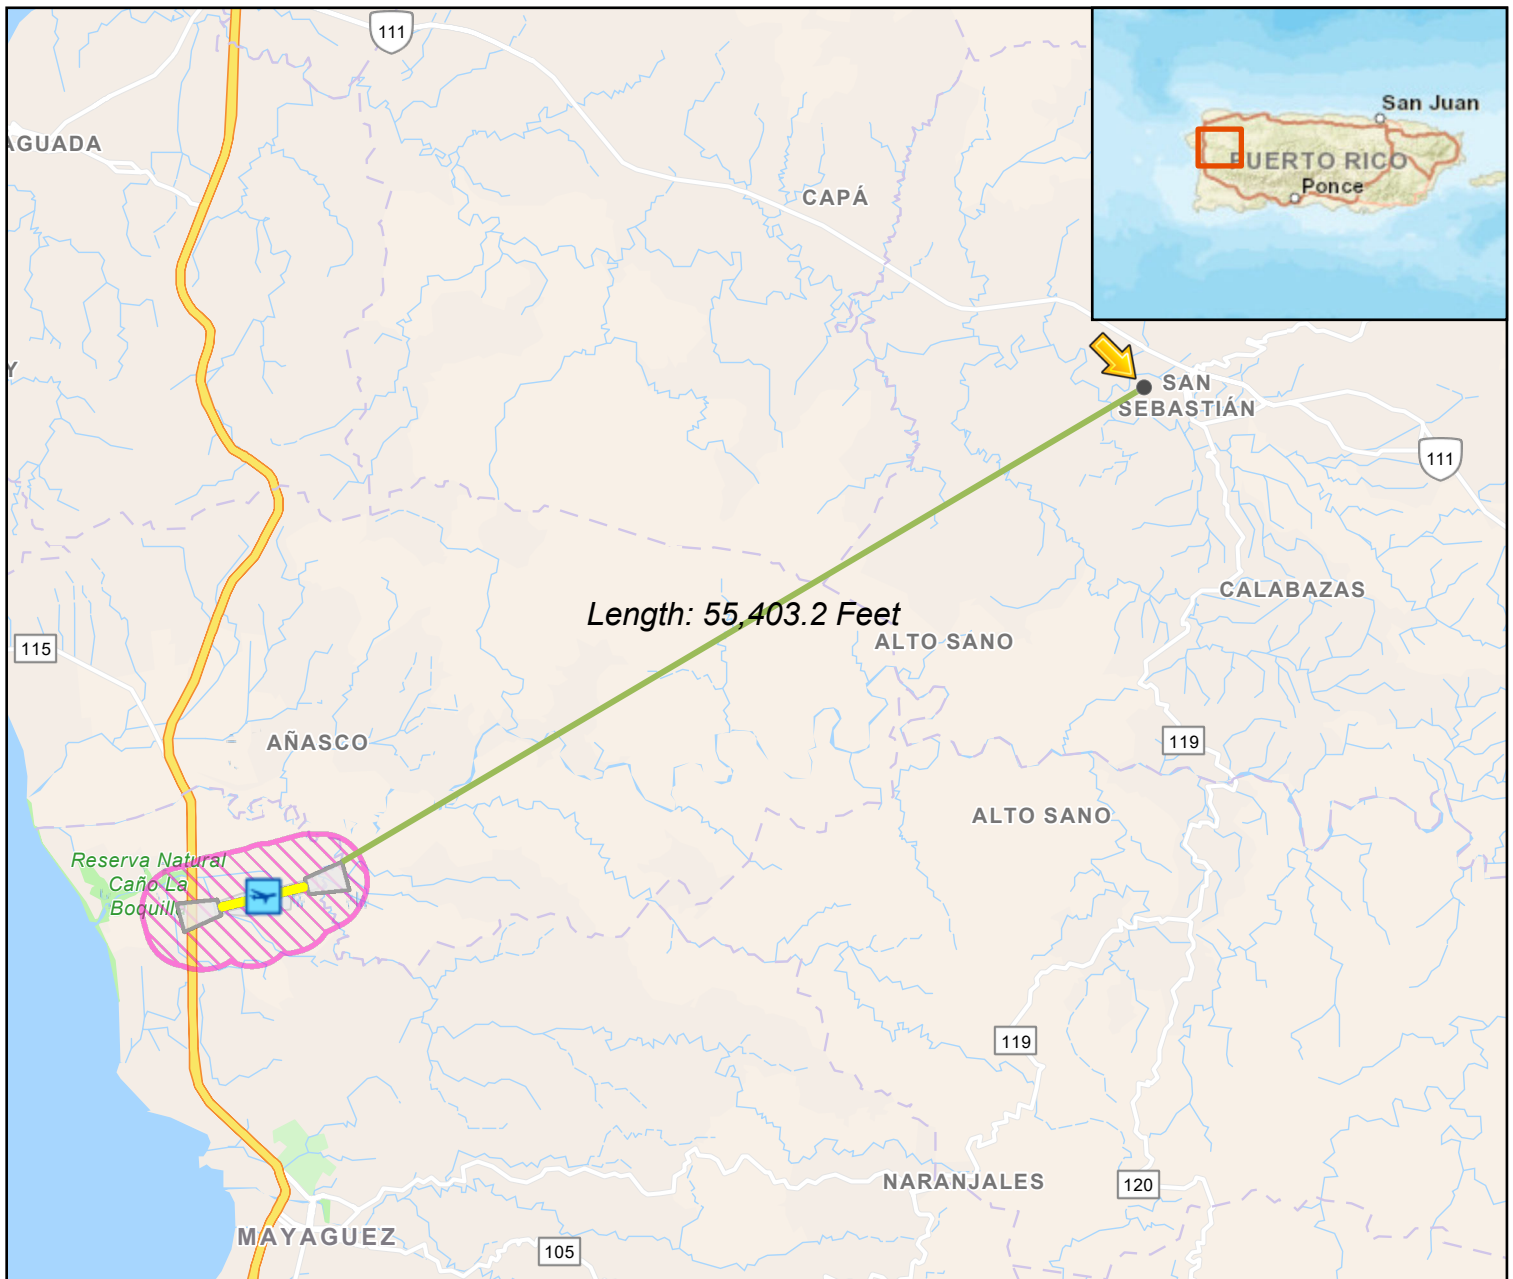 111
San Juan
PUERTO RICO
Ponce
AGUADA
CAPÁ
Y
SAN
SEBASTIÁN
111
CALABAZAS
Length: 55,403.2 Feet
ALTO SANO
115
AÑASCO
119
ALTO SANO
Reserva Natural
Caño La
Boquilla
119
NARANJALES
120
MAYAGUEZ
105